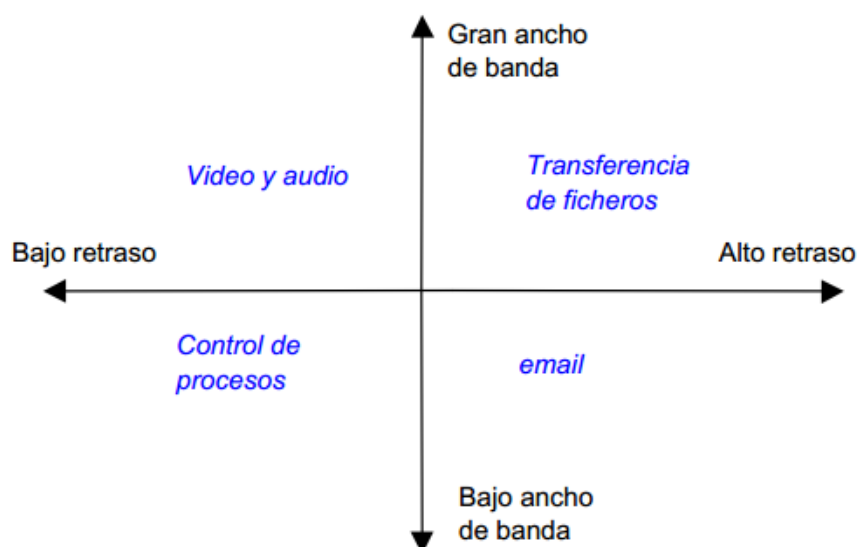 Gran ancho
de banda
Video y audio
Transferencia
de ficheros
Bajo retraso
Alto retraso
Control de
procesos
email
Bajo ancho
de banda